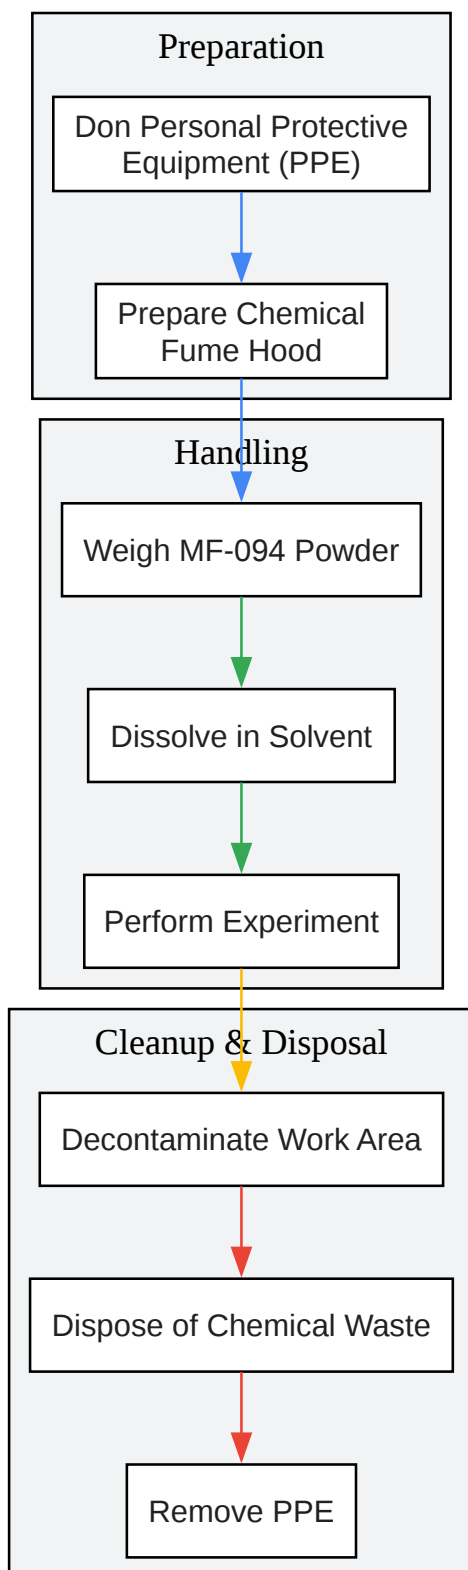 Preparation
Don Personal Protective
Equipment (PPE)
Prepare Chemical
Fume Hood
Handling
Weigh MF-094 Powder
Dissolve in Solvent
Perform Experiment
Cleanup & Disposal
Decontaminate Work Area
Dispose of Chemical Waste
Remove PPE